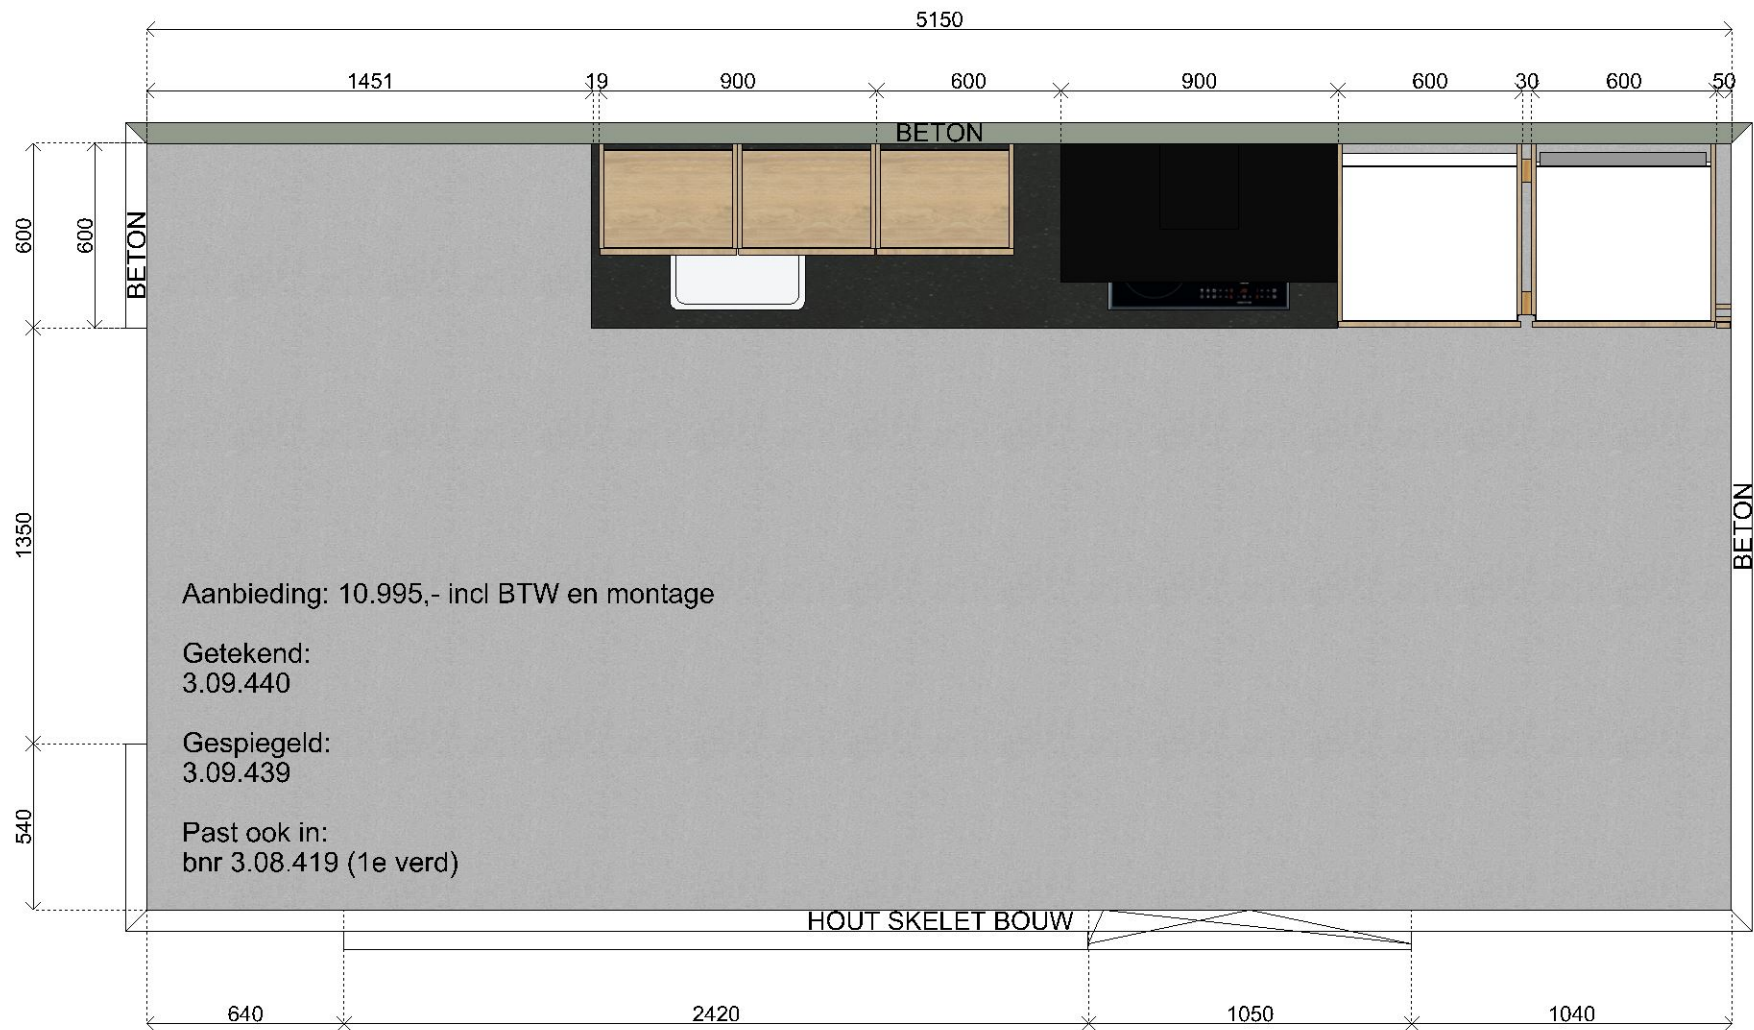 5150
1451 19 900 600 900 600 30 600 50
BETON
600
600
BETON
1350
BETON
Aanbieding: 10.995,- incl BTW en montage
Getekend:
3.09.440
Gespiegeld:
3.09.439
Past ook in:
bnr 3.08.419 (1e verd)
540
HOUT SKELET BOUW
640 2420 1050 1040